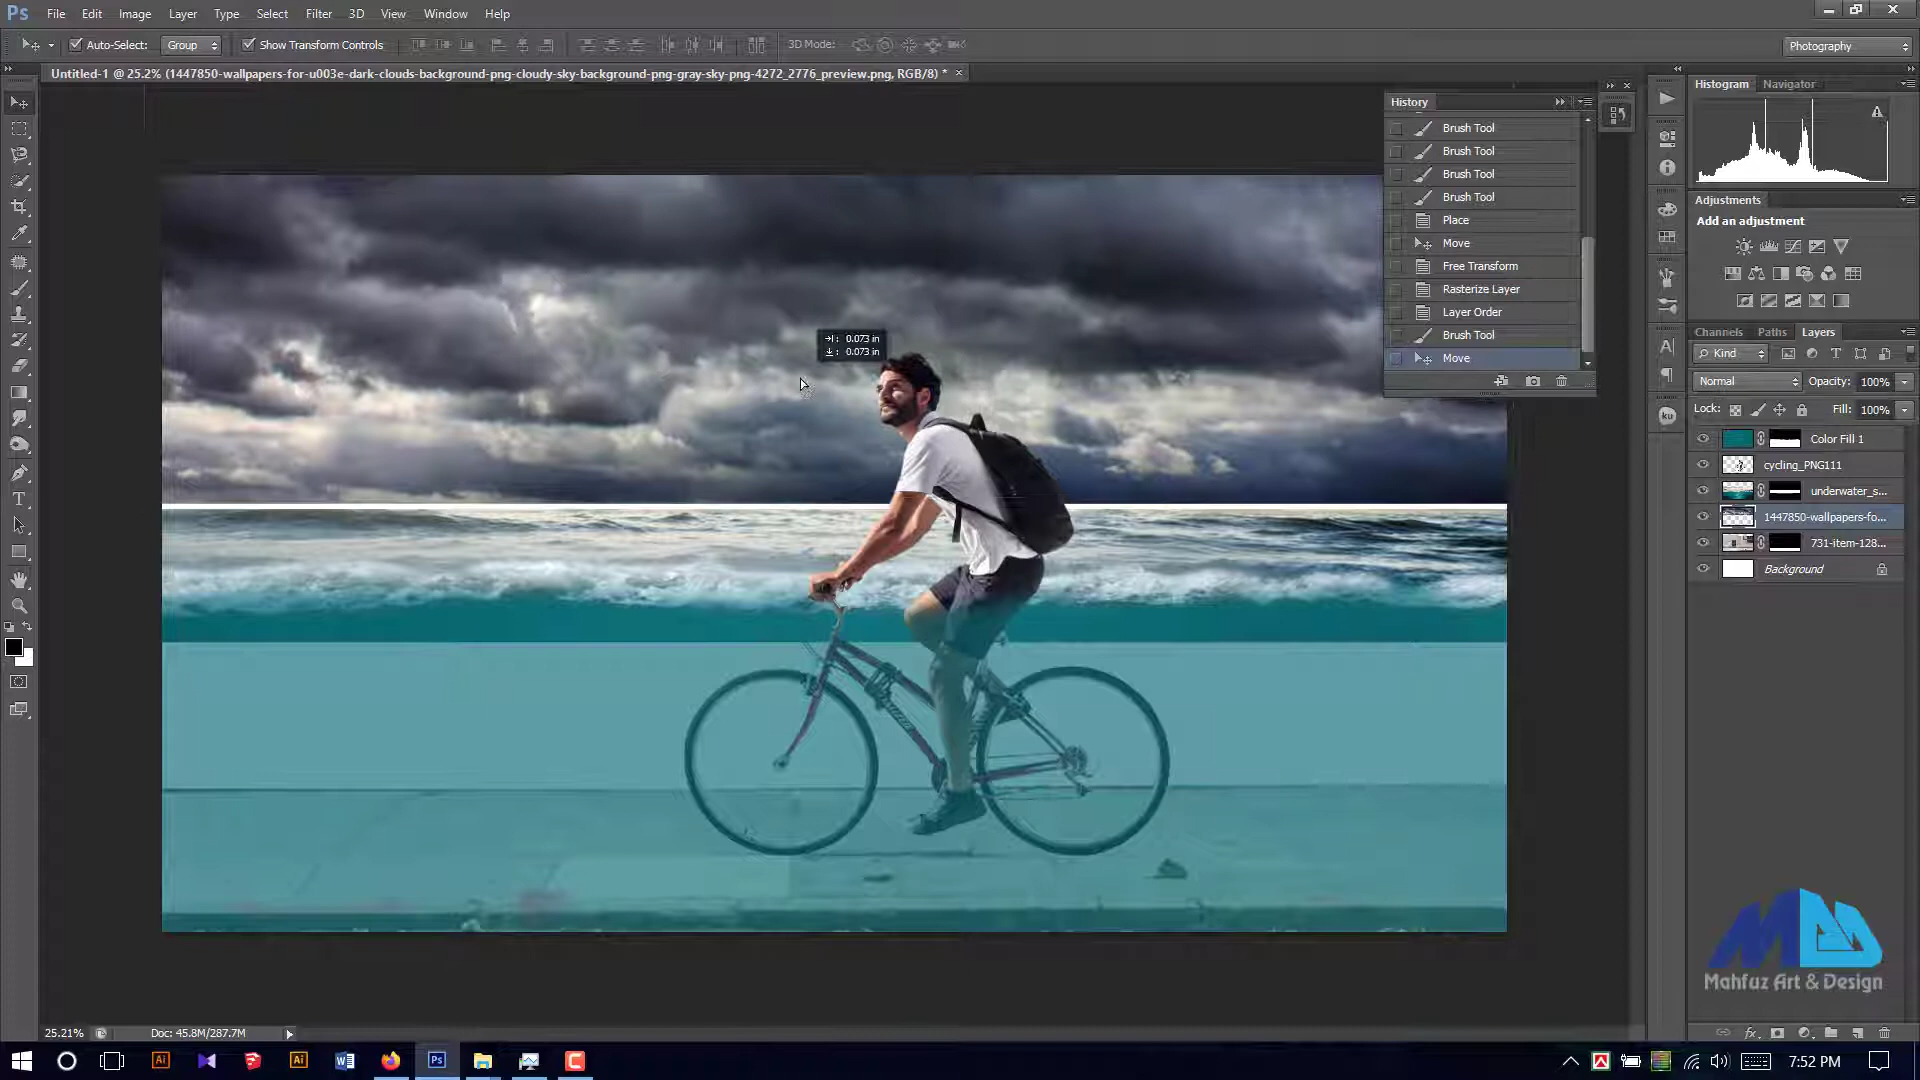 Ps File Edit Image Layer Type Select Filter 3D View Window Help
Auto-Select: Group Show Transform Controls 3D Mode: Photography
Untitled-1 @ 25.2% (1447850-wallpapers-for-u003e-dark-clouds-background-png-cloudy-sky-background-png-gray-sky-png-4272_2776_preview.png, RGB/8) *
History
Brush Tool
Brush Tool
Brush Tool
Brush Tool
Place
Move
Free Transform
Rasterize Layer
Layer Order
Brush Tool
Move
0.073 in
0.073 in
Histogram Navigator
Adjustments
Add an adjustment
Channels Paths Layers
Kind
Normal Opacity: 100%
Lock: Fill: 100%
Color Fill 1
cycling_PNG111
underwater_s...
1447850-wallpapers-fo...
731-item-128...
Background
ku
Mahfuz Art & Design
25.21% Doc: 45.8M/287.7M
7:52 PM